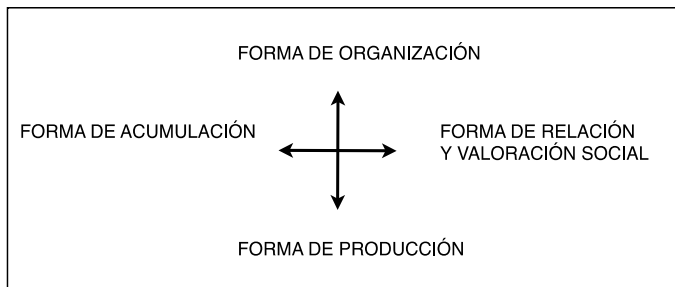 FORMA DE ORGANIZACIÓN
FORMA DE ACUMULACIÓN
FORMA DE RELACIÓN
Y VALORACIÓN SOCIAL
FORMA DE PRODUCCIÓN